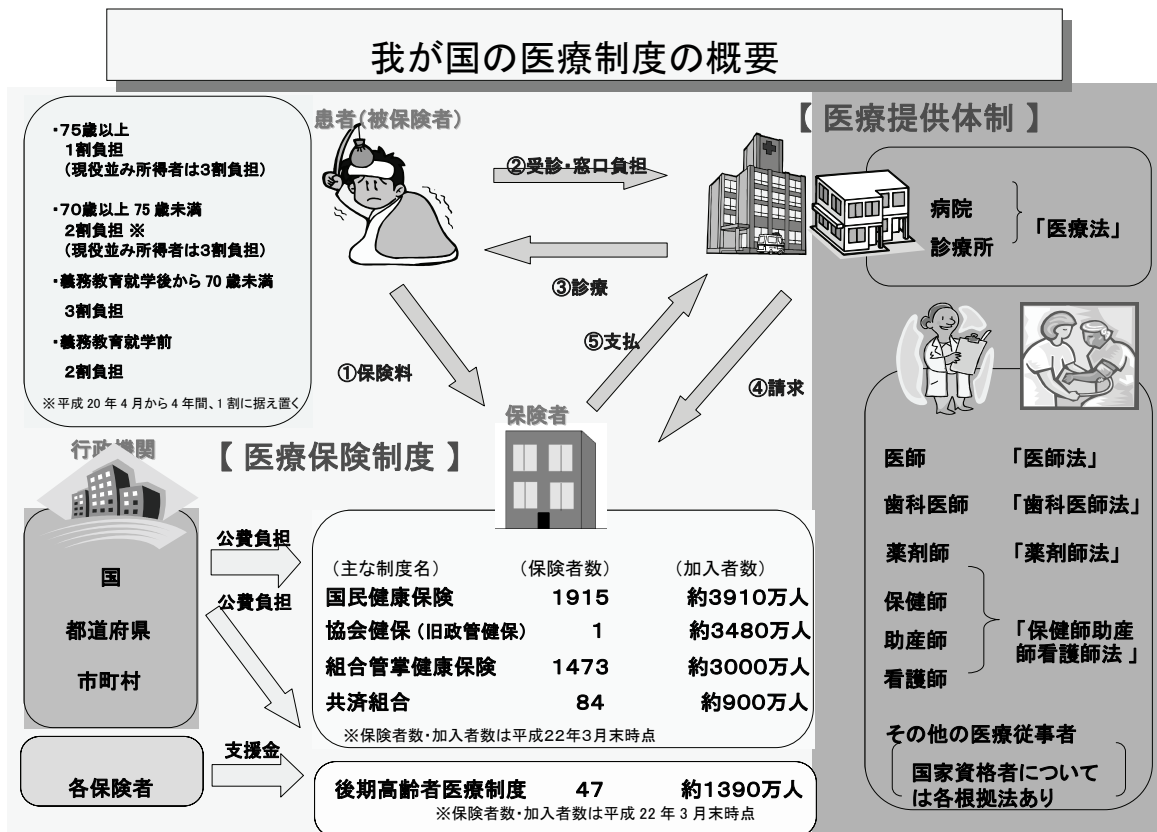 我が国の医療制度の概要
・75歳以上
1割負担
(現役並み所得者は3割負担)
・70歳以上 75 歳未満
2割負担 ※
(現役並み所得者は3割負担)
・義務教育就学後から 70 歳未満
3割負担
・義務教育就学前
2割負担
※平成 20 年 4 月から 4 年間、1 割に据え置く
患者(被保険者)
②受診・窓口負担
③診療
①保険料
⑤支払
④請求
保険者
【 医療提供体制 】
病院
診療所
「医療法」
医師 「医師法」
歯科医師 「歯科医師法」
薬剤師 「薬剤師法」
保健師
助産師
看護師
「保健師助産
師看護師法 」
その他の医療従事者
国家資格者について
は各根拠法あり
行政機関
【 医療保険制度 】
国
都道府県
市町村
各保険者
公費負担
公費負担
支援金
(主な制度名) (保険者数) (加入者数)
国民健康保険 1915 約3910万人
協会健保 (旧政管健保) 1 約3480万人
組合管掌健康保険 1473 約3000万人
共済組合 84 約900万人
※保険者数・加入者数は平成22年3月末時点
後期高齢者医療制度 47 約1390万人
※保険者数・加入者数は平成 22 年 3 月末時点